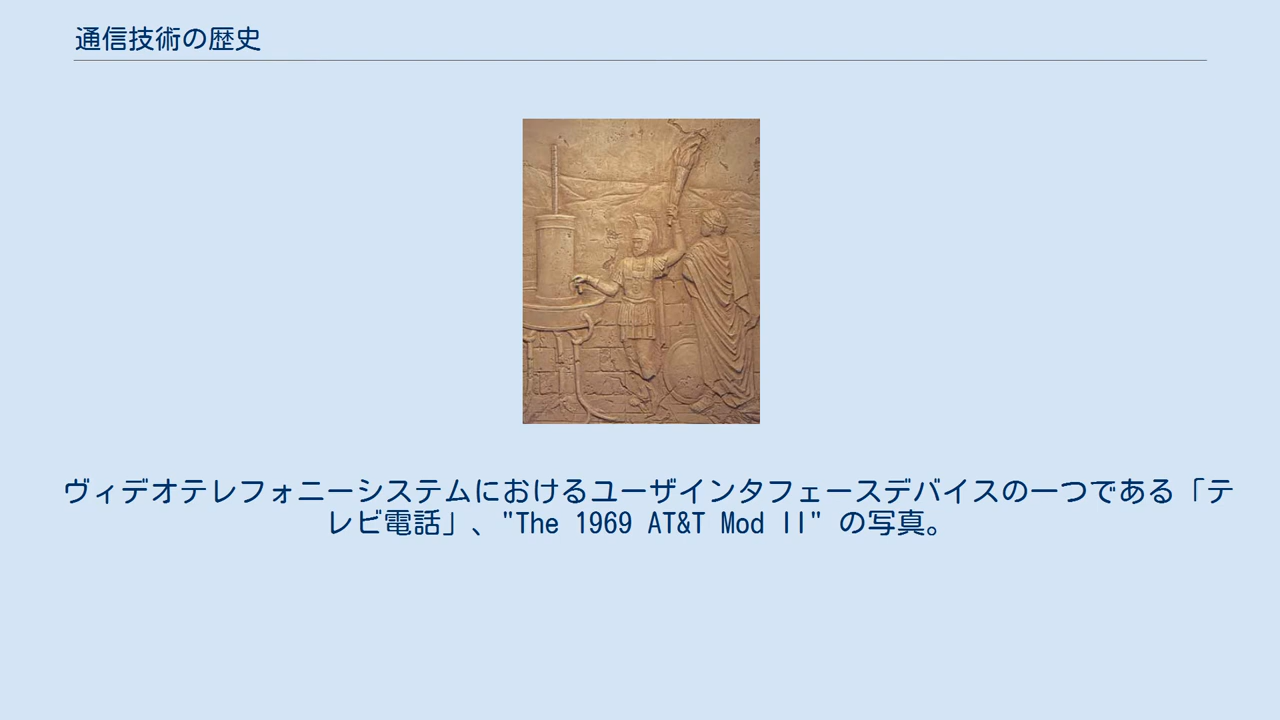 通信技術の歴史
ヴィデオテレフォニーシステムにおけるユーザインタフェースデバイスの一つである「テ
レビ電話」、"The 1969 AT&T Mod II" の写真。